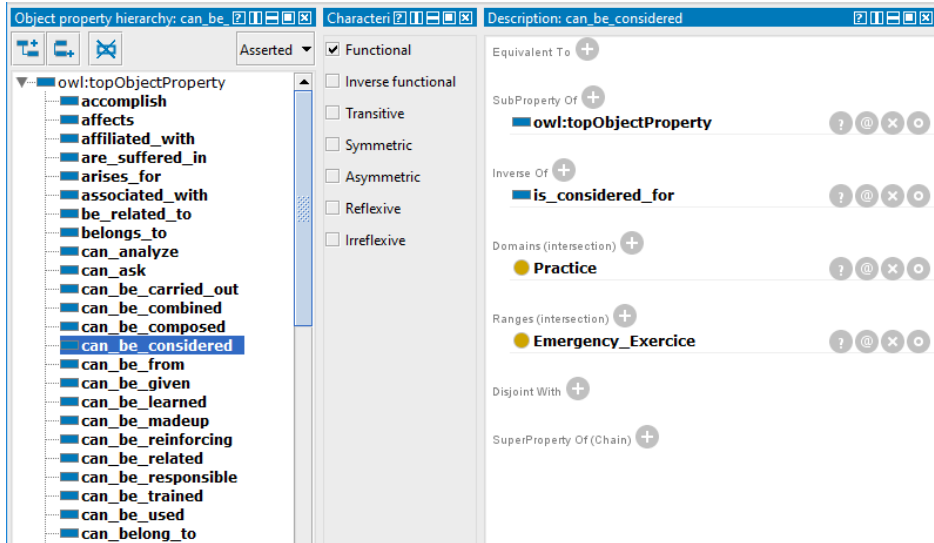 Object property hierarchy: can_be_
Asserted
owl:topObjectProperty
accomplish
affects
affiliated_with
are_suffered_in
arises_for
associated_with
be_related_to
belongs_to
can_analyze
can_ask
can_be_carried_out
can_be_combined
can_be_composed
can_be_considered
can_be_from
can_be_given
can_be_learned
can_be_madeup
can_be_reinforcing
can_be_related
can_be_responsible
can_be_trained
can_be_used
can_belong_to
Characteri
Functional
Inverse functional
Transitive
Symmetric
Asymmetric
Reflexive
Irreflexive
Description: can_be_considered
Equivalent To
SubProperty Of
owl:topObjectProperty
Inverse Of
is_considered_for
Domains (intersection)
Practice
Ranges (intersection)
Emergency_Exercice
Disjoint With
SuperProperty Of (Chain)